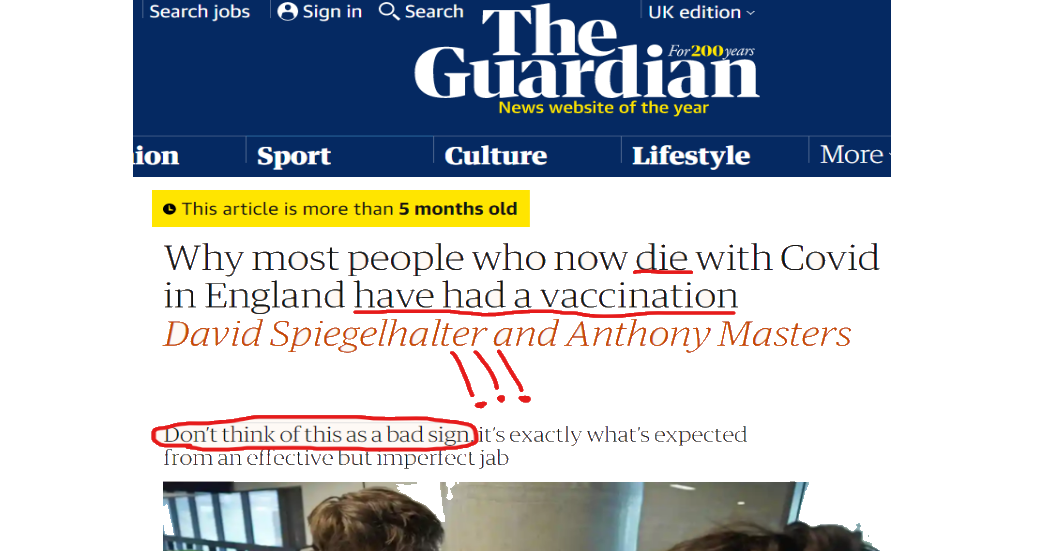 Search jobs Sign in Search UK edition
The
Guardian
For 200 years
News website of the year
ion Sport Culture Lifestyle More
This article is more than 5 months old
Why most people who now die with Covid
in England have had a vaccination
David Spiegelhalter and Anthony Masters
!!!
Don't think of this as a bad sign, it's exactly what's expected
from an effective but imperfect jab